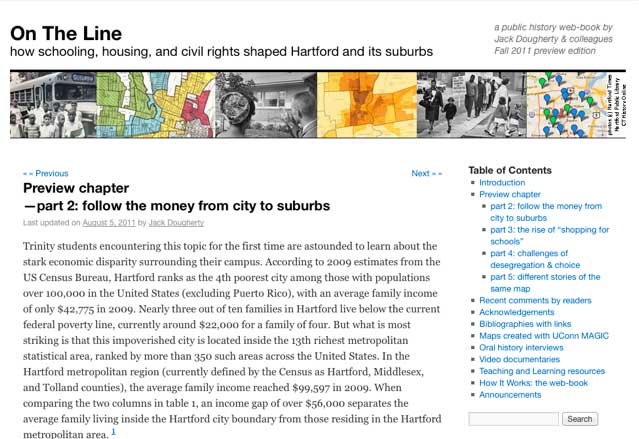 On The Line
how schooling, housing, and civil rights shaped Hartford and its suburbs
a public history web-book by
Jack Dougherty & colleagues
Fall 2011 preview edition
SUBURBAN
photos (c) Hartford Times
Hartford Public Library
CT History Online
« « Previous
Next » »
Preview chapter
—part 2: follow the money from city to suburbs
Last updated on August 5, 2011 by Jack Dougherty
Trinity students encountering this topic for the first time are astounded to learn about the
stark economic disparity surrounding their campus. According to 2009 estimates from the
US Census Bureau, Hartford ranks as the 4th poorest city among those with populations
over 100,000 in the United States (excluding Puerto Rico), with an average family income
of only $42,775 in 2009. Nearly three out of ten families in Hartford live below the current
federal poverty line, currently around $22,000 for a family of four. But what is most
striking is that this impoverished city is located inside the 13th richest metropolitan
statistical area, ranked by more than 350 such areas across the United States. In the
Hartford metropolitan region (currently defined by the Census as Hartford, Middlesex,
and Tolland counties), the average family income reached $99,597 in 2009. When
comparing the two columns in table 1, an income gap of over $56,000 separates the
average family living inside the Hartford city boundary from those residing in the Hartford
metropolitan area. 1
Table of Contents
Introduction
Preview chapter
part 2: follow the money from
city to suburbs
part 3: the rise of “shopping for
schools”
part 4: challenges of
desegregation & choice
part 5: different stories of the
same map
Recent comments by readers
Acknowledgements
Bibliographies with links
Maps created with UConn MAGIC
Oral history interviews
Video documentaries
Teaching and Learning resources
How It Works: the web-book
Announcements
Search